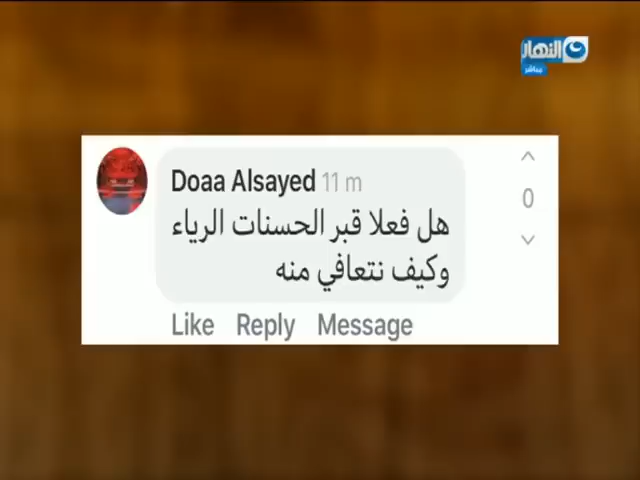 النهار
مباشر
Doaa Alsayed 11 m
هل فعلا قبر الحسنات الرياء
وكيف نتعافي منه
0
Like Reply Message